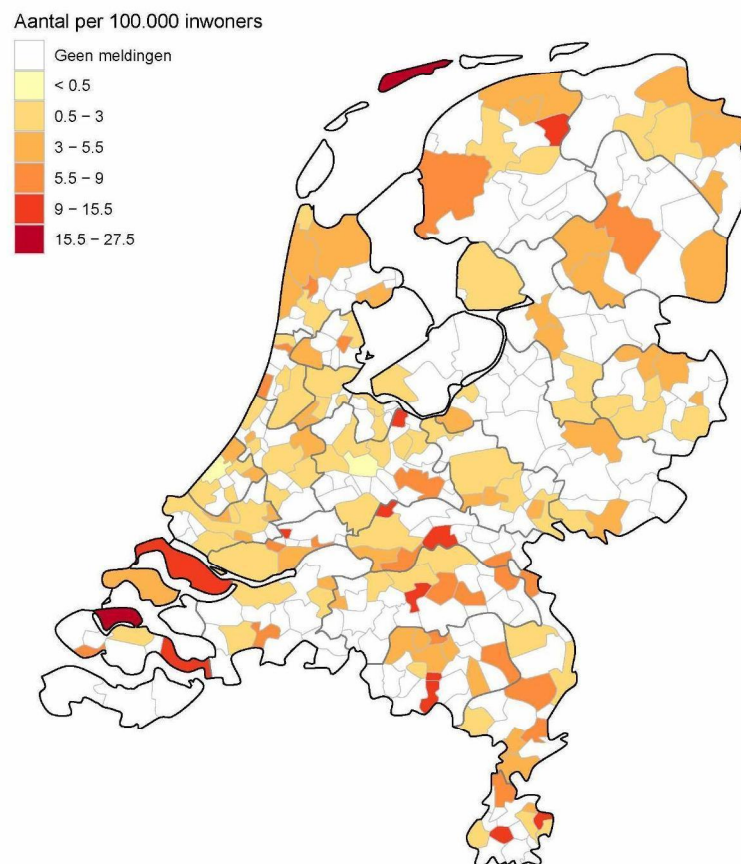 Aantal per 100.000 inwoners
Geen meldingen
< 0.5
0.5 – 3
3 – 5.5
5.5 – 9
9 – 15.5
15.5 – 27.5